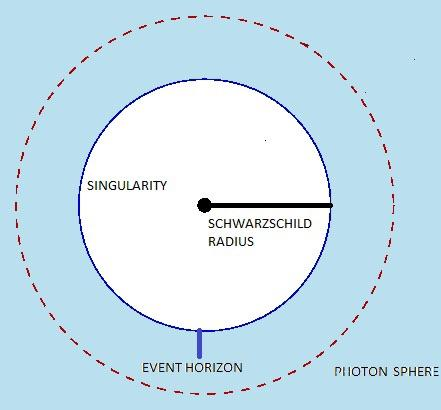 SINGULARITY
SCHWARZSCHILD
RADIUS
EVENT HORIZON
PHOTON SPHERE